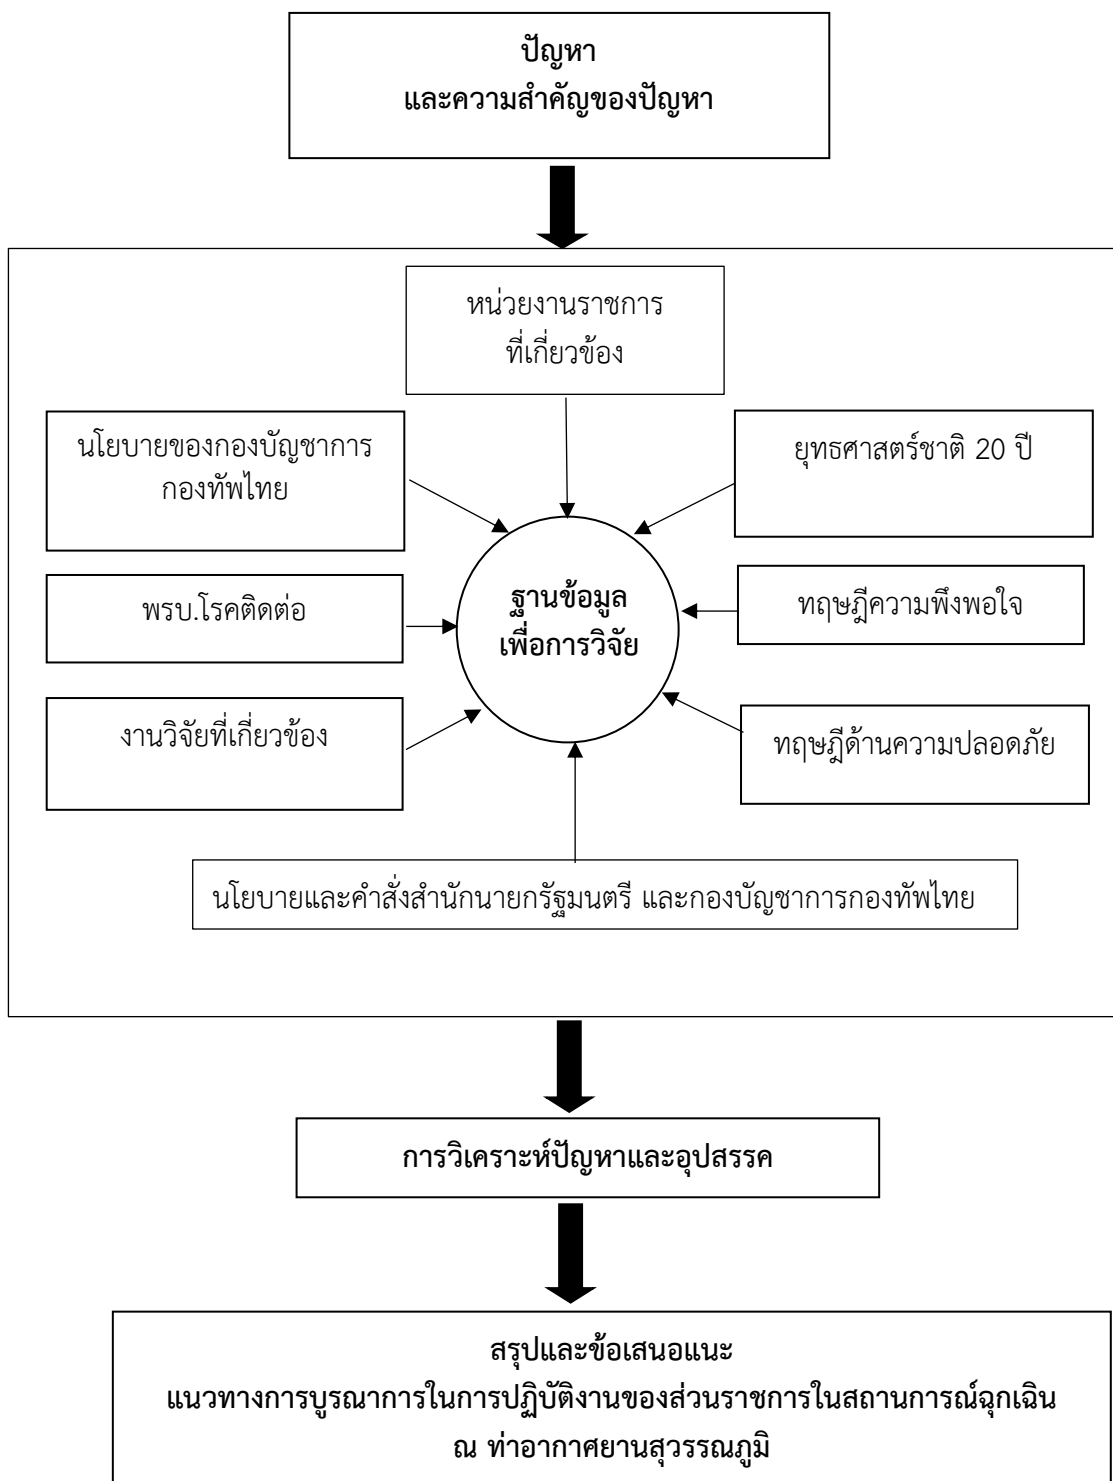 ปัญหา
และความสำคัญของปัญหา
หน่วยงานราชการ
ที่เกี่ยวข้อง
นโยบายของกองบัญชาการ
กองทัพไทย
ยุทธศาสตร์ชาติ 20 ปี
พรบ.โรคติดต่อ
ฐานข้อมูล
เพื่อการวิจัย
ทฤษฎีความพึงพอใจ
งานวิจัยที่เกี่ยวข้อง
ทฤษฎีด้านความปลอดภัย
นโยบายและคำสั่งสำนักนายกรัฐมนตรี และกองบัญชาการกองทัพไทย
การวิเคราะห์ปัญหาและอุปสรรค
สรุปและข้อเสนอแนะ
แนวทางการบูรณาการในการปฏิบัติงานของส่วนราชการในสถานการณ์ฉุกเฉิน
ณ ท่าอากาศยานสุวรรณภูมิ